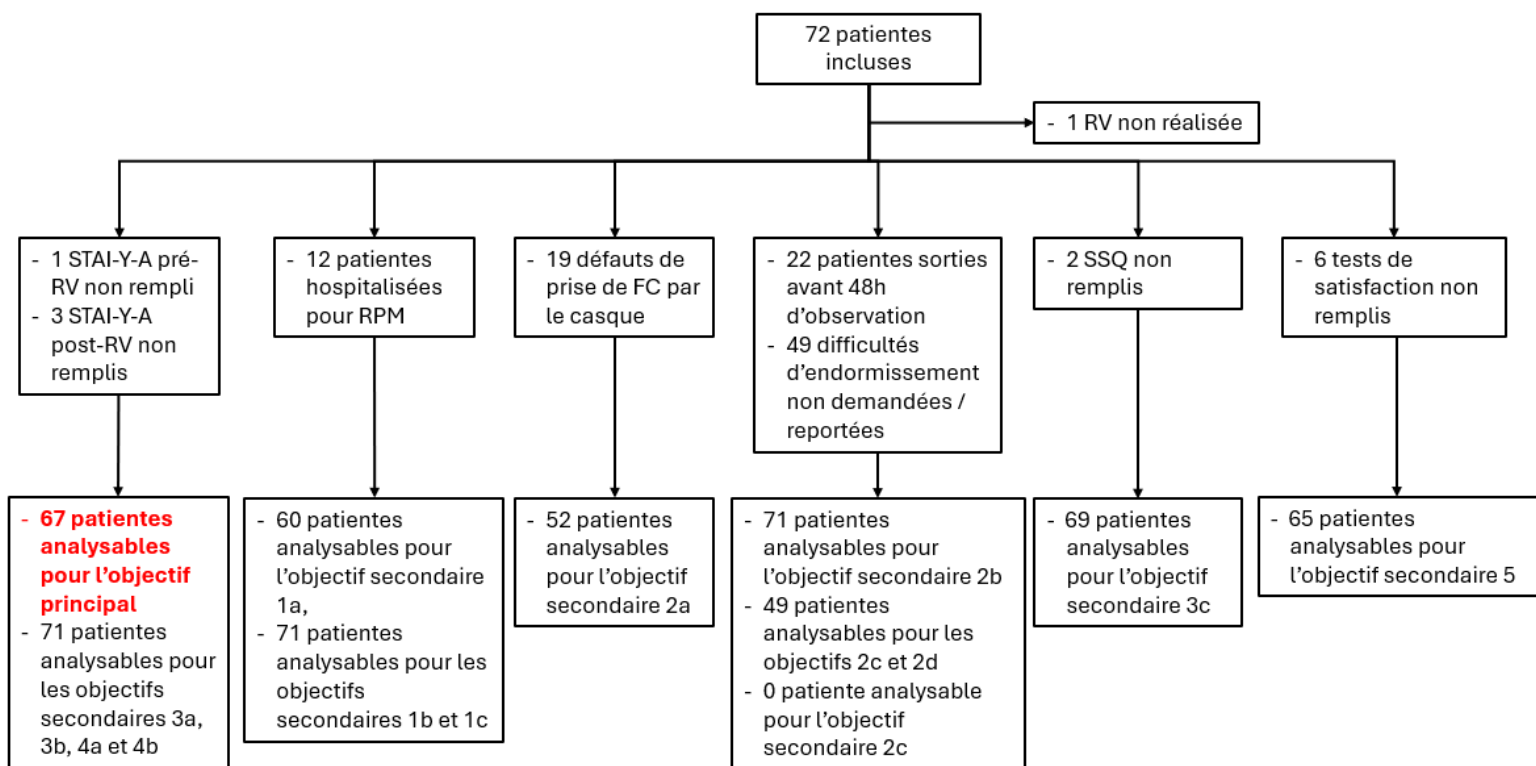 72 patientes
incluses
- 1 RV non réalisée
- 1 STAI-Y-A pré-
RV non rempli
- 3 STAI-Y-A
post-RV non
remplis
- 12 patientes
hospitalisées
pour RPM
- 19 défauts de
prise de FC par
le casque
- 22 patientes sorties
avant 48h
d’observation
- 49 difficultés
d’endormissement
non demandées /
reportées
- 2 SSQ non
remplis
- 6 tests de
satisfaction non
remplis
- 67 patientes
analysables
pour l’objectif
principal
- 71 patientes
analysables pour
les objectifs
secondaires 3a,
3b, 4a et 4b
- 60 patientes
analysables pour
l’objectif secondaire
1a,
- 71 patientes
analysables pour les
objectifs
secondaires 1b et 1c
- 52 patientes
analysables
pour l’objectif
secondaire 2a
- 71 patientes
analysables pour
l’objectif secondaire 2b
- 49 patientes
analysables pour les
objectifs 2c et 2d
- 0 patiente analysable
pour l’objectif
secondaire 2c
- 69 patientes
analysables
pour l’objectif
secondaire 3c
- 65 patientes
analysables pour
l’objectif secondaire 5